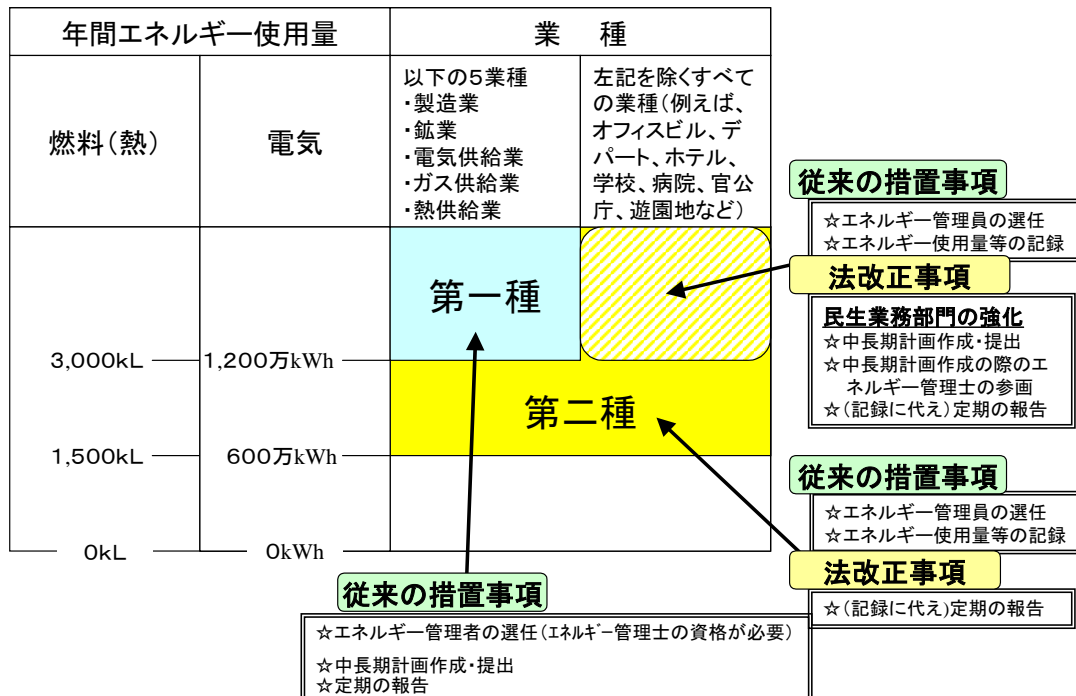 年間エネルギー使用量
業 種
燃料(熱)
電気
以下の5業種
・製造業
・鉱業
・電気供給業
・ガス供給業
・熱供給業
左記を除くすべて
の業種(例えば、
オフィスビル、デ
パート、ホテル、
学校、病院、官公
庁、遊園地など)
第一種
第二種
3,000kL
1,200万kWh
1,500kL
600万kWh
0kL
0kWh
従来の措置事項
☆エネルギー管理員の選任
☆エネルギー使用量等の記録
法改正事項
民生業務部門の強化
☆中長期計画作成・提出
☆中長期計画作成の際のエ
ネルギー管理士の参画
☆(記録に代え)定期の報告
従来の措置事項
☆エネルギー管理員の選任
☆エネルギー使用量等の記録
法改正事項
☆(記録に代え)定期の報告
従来の措置事項
☆エネルギー管理者の選任(エネルギー管理士の資格が必要)
☆中長期計画作成・提出
☆定期の報告